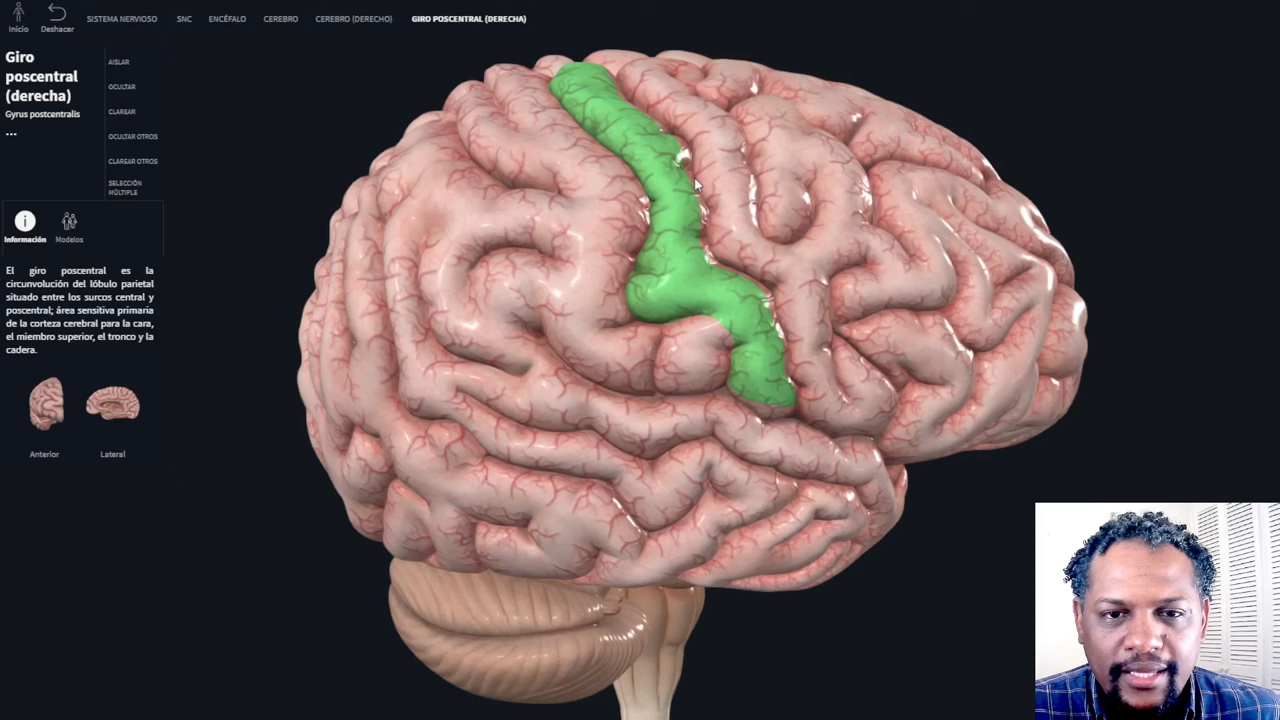 Inicio
Deshacer
SISTEMA NERVIOSO
SNC
ENCÉFALO
CEREBRO
CEREBRO (DERECHO)
GIRO POSCENTRAL (DERECHA)
Giro
poscentral
(derecha)
Gyrus postcentralis
...
AISLAR
OCULTAR
CLAREAR
OCULTAR OTROS
CLAREAR OTROS
SELECCIÓN
MÚLTIPLE
Información
Modelos
El giro poscentral es la
circunvolución del lóbulo parietal
situado entre los surcos central y
poscentral; área sensitiva primaria
de la corteza cerebral para la cara,
el miembro superior, el tronco y la
cadera.
Anterior
Lateral